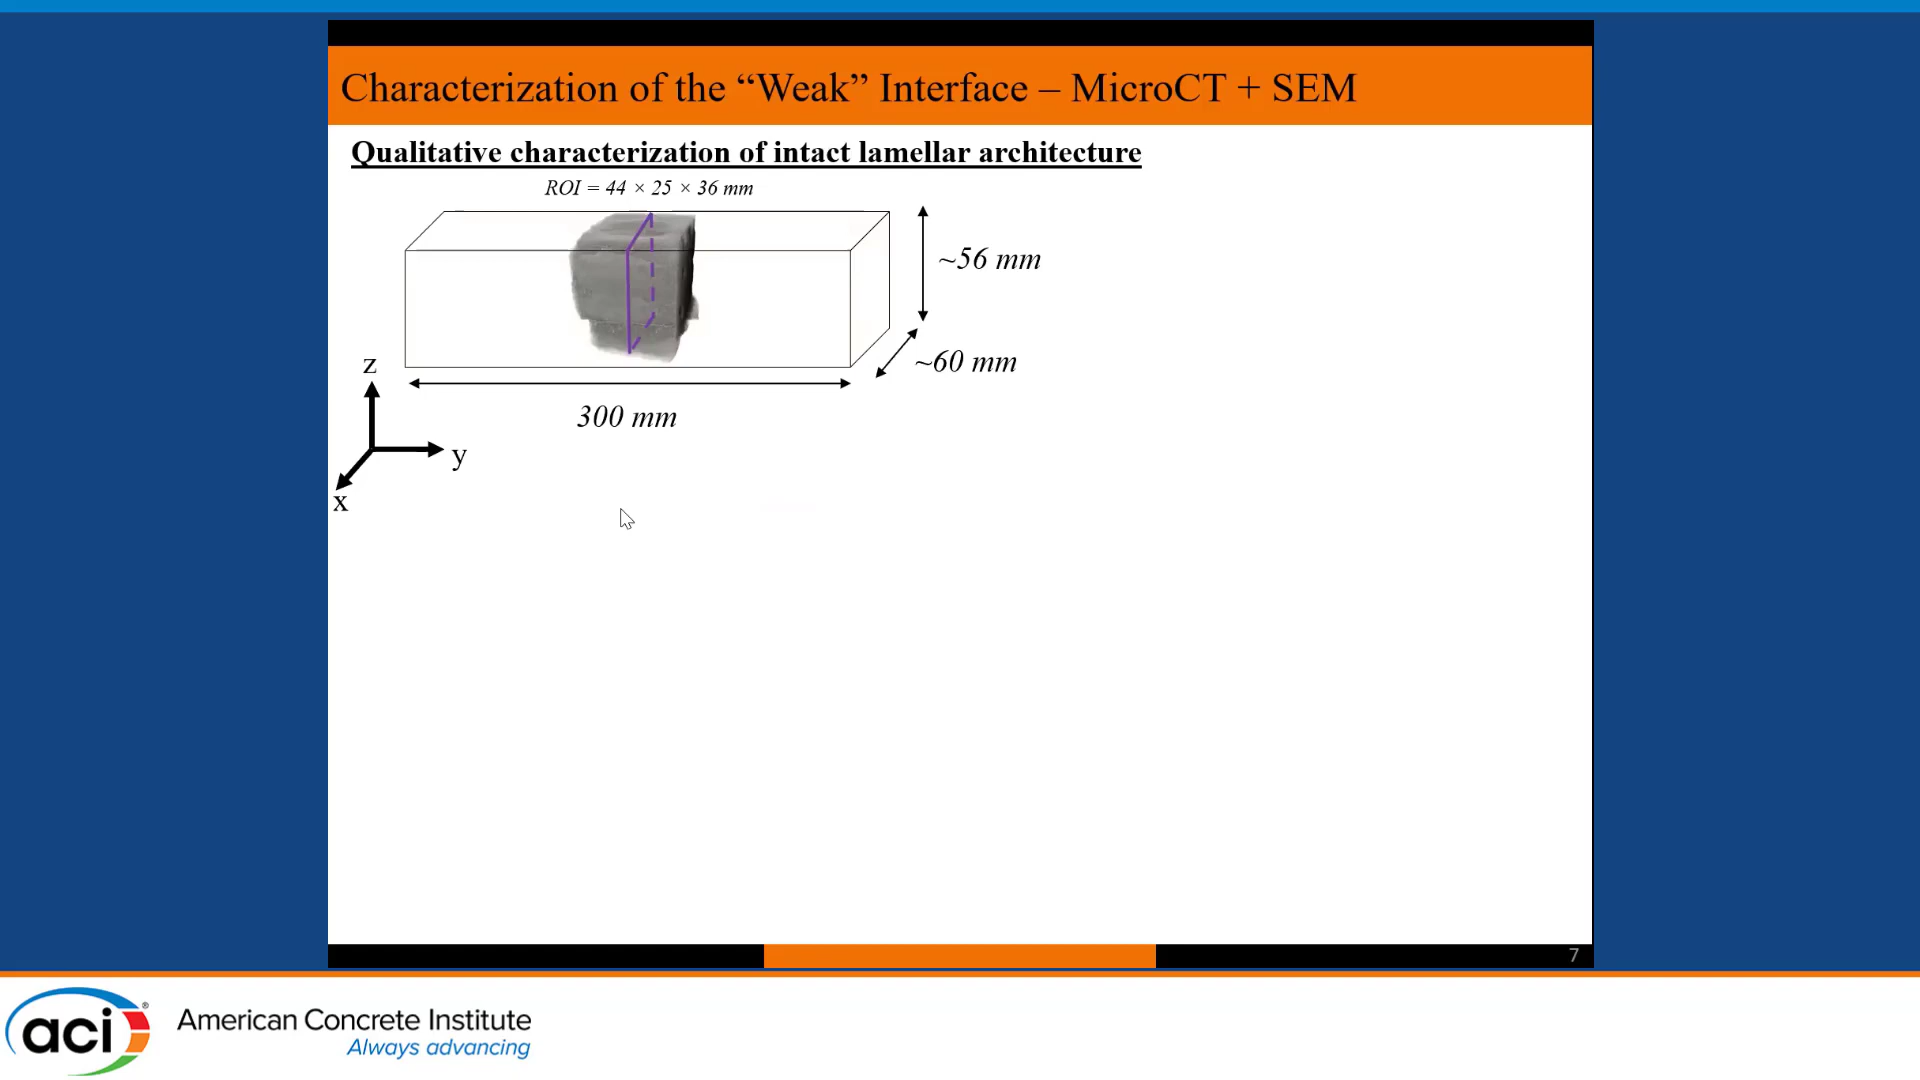 Characterization of the “Weak” Interface – MicroCT + SEM
Qualitative characterization of intact lamellar architecture
ROI = 44 × 25 × 36 mm
~56 mm
~60 mm
300 mm
z
y
x
7
aci®
American Concrete Institute
Always advancing